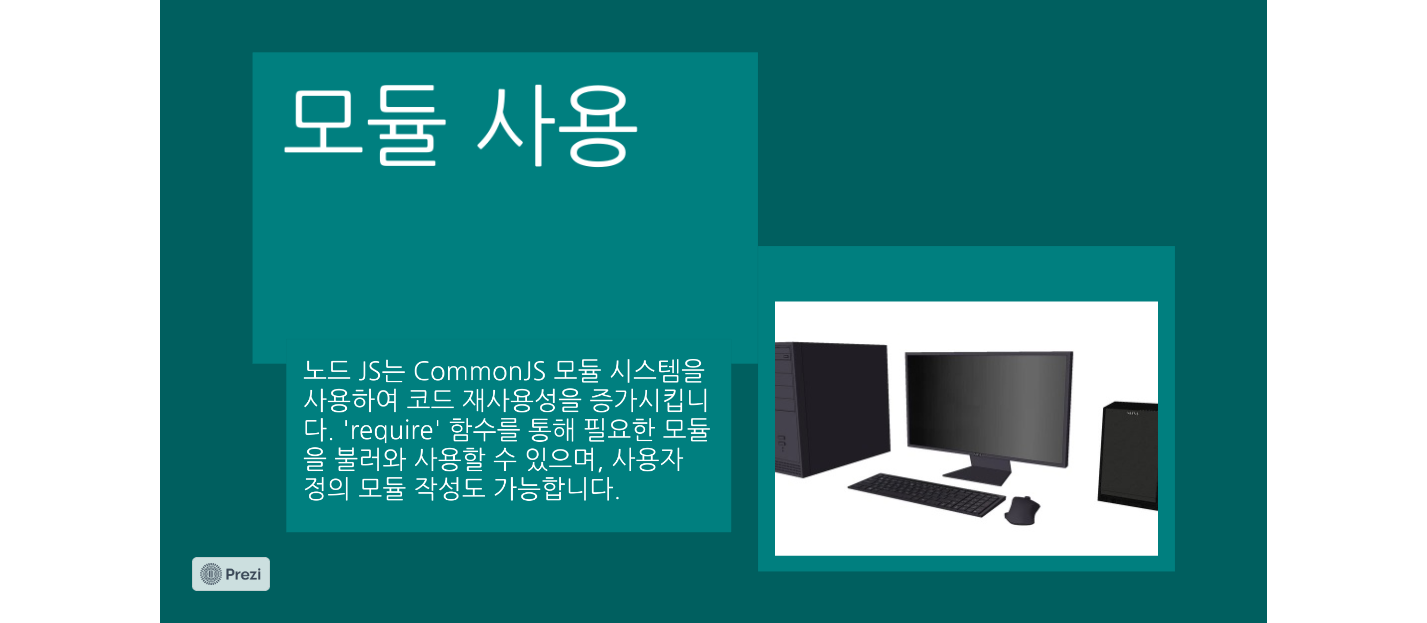 모듈 사용
노드 JS는 CommonJS 모듈 시스템을
사용하여 코드 재사용성을 증가시킵니
다. 'require' 함수를 통해 필요한 모듈
을 불러와 사용할 수 있으며, 사용자
정의 모듈 작성도 가능합니다.
Prezi